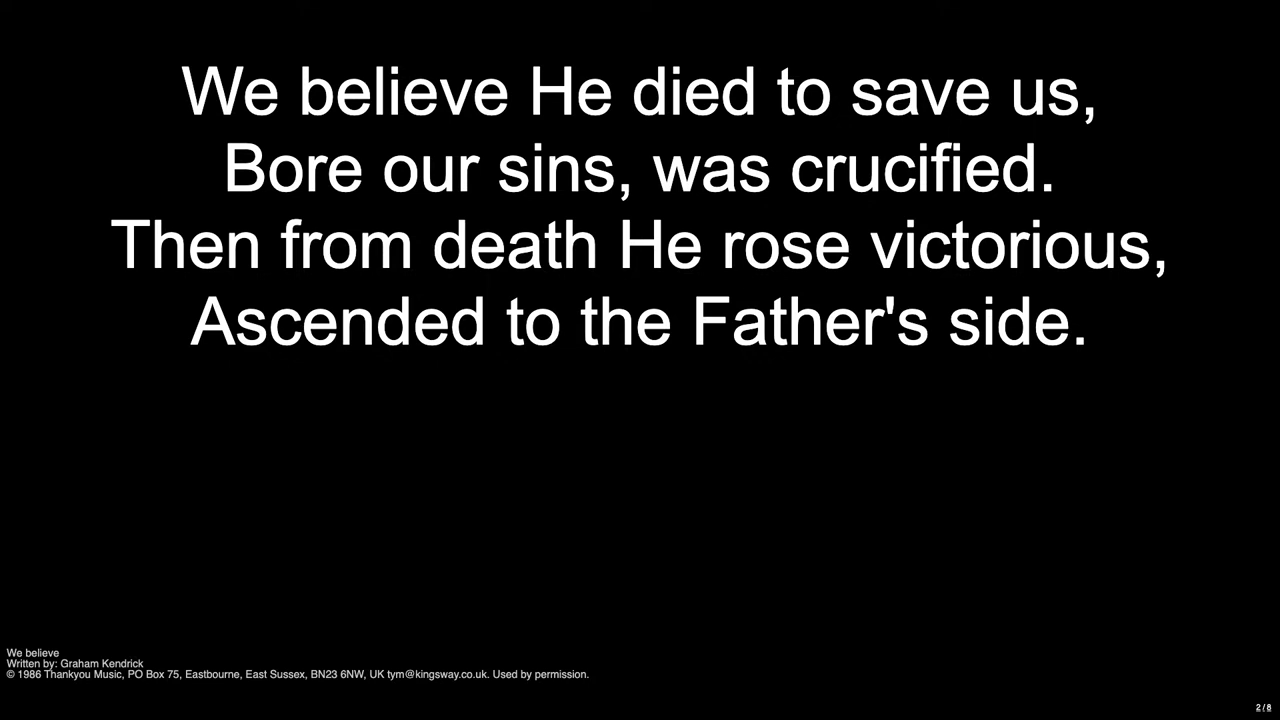 We believe He died to save us,
Bore our sins, was crucified.
Then from death He rose victorious,
Ascended to the Father's side.
We believe
Written by: Graham Kendrick
© 1986 Thankyou Music, PO Box 75, Eastbourne, East Sussex, BN23 6NW, UK tym@kingsway.co.uk. Used by permission.
2 / 8